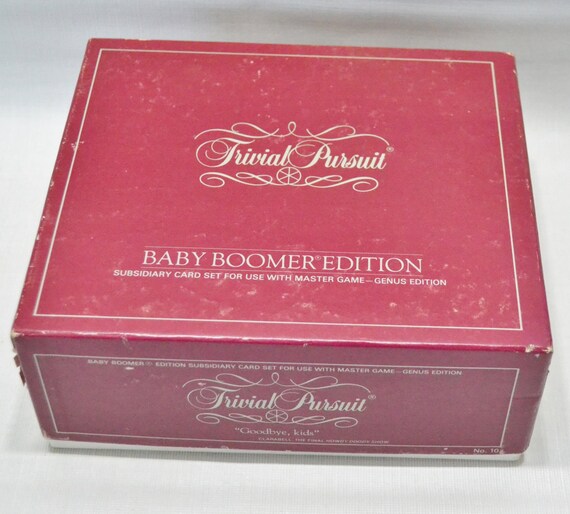 Trivial Pursuit®
BABY BOOMER® EDITION
SUBSIDIARY CARD SET FOR USE WITH MASTER GAME—GENUS EDITION
BABY BOOMER® EDITION SUBSIDIARY CARD SET FOR USE WITH MASTER GAME—GENUS EDITION
Trivial Pursuit®
"Goodbye, kids"
CLARABELL, THE FINAL HOWDY DOODY SHOW
No. 10